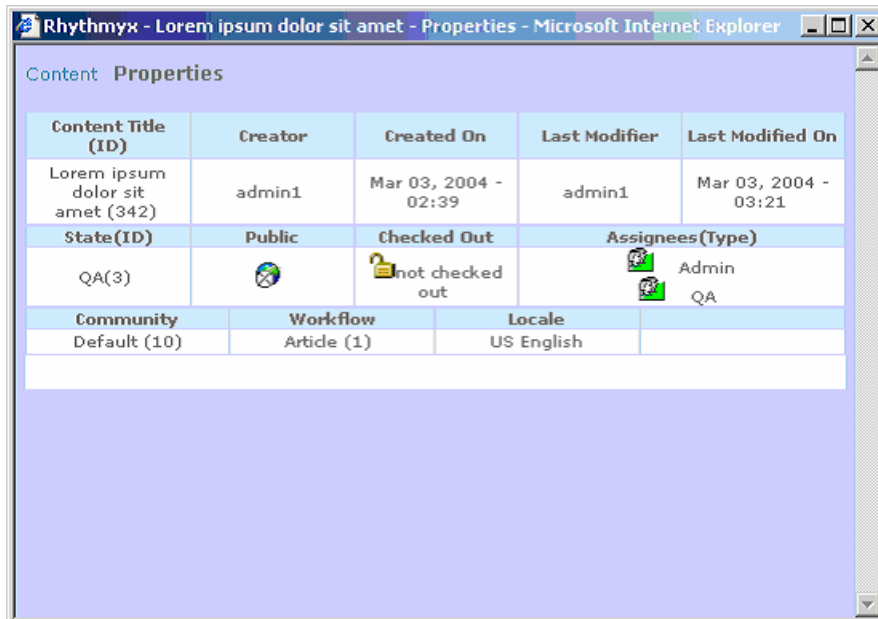 Rhythmyx - Lorem ipsum dolor sit amet - Properties - Microsoft Internet Explorer
Content Properties
Content Title (ID) Creator Created On Last Modifier Last Modified On
Lorem ipsum dolor sit amet (342) admin1 Mar 03, 2004 - 02:39 admin1 Mar 03, 2004 - 03:21
State(ID) Public Checked Out Assignees(Type)
QA(3) not checked out Admin
QA
Community Workflow Locale
Default (10) Article (1) US English